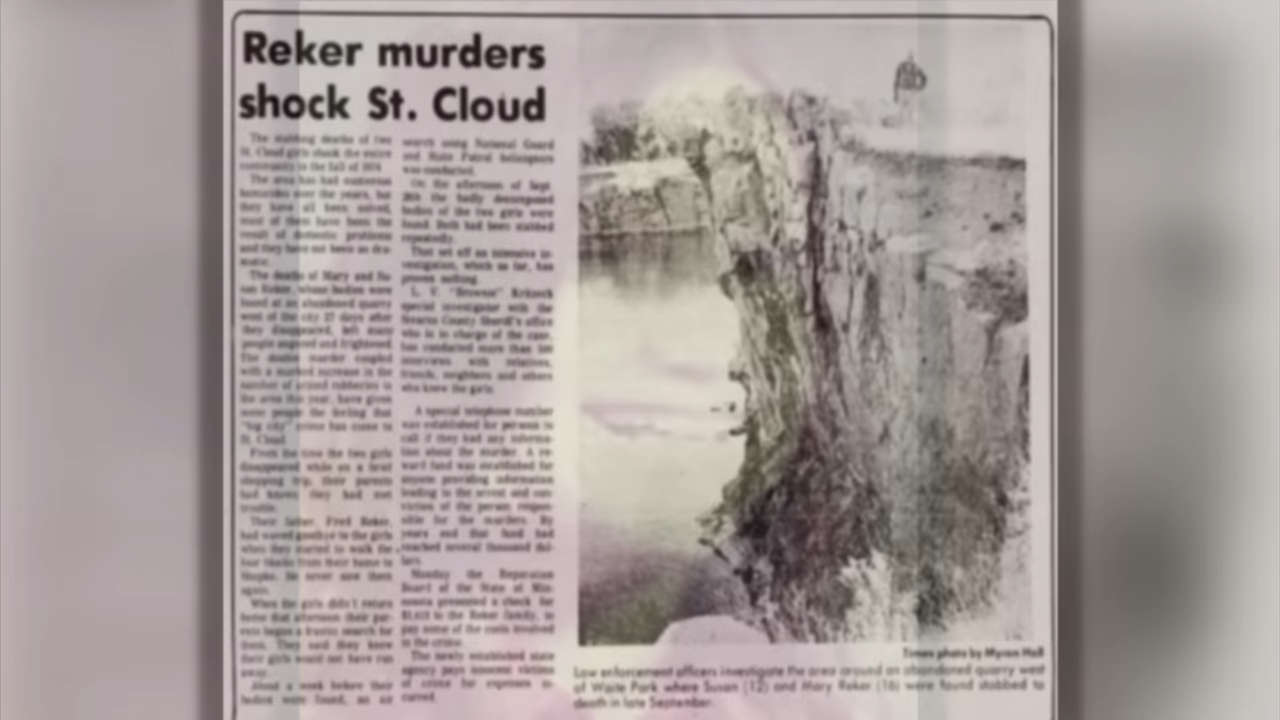 Reker murders
shock St. Cloud
The stabbing deaths of two
St. Cloud girls shook the entire
community in the fall of 1974
The area has had numerous
homicides over the years, but
they have all been solved,
most of them have been the
result of domestic problems
and they have not been so dra-
matic.
The deaths of Mary and Su-
san Reker, whose bodies were
found at an abandoned quarry
west of the city 27 days after
they disappeared, left many
people angered and frightened.
The double murder coupled
with a marked increase in the
number of armed robberies in
the area this year, have given
some people the feeling that
"big city" crime has come to
St. Cloud.
From the time the two girls
disappeared while on a brief
shopping trip, their parents
had known they had met
trouble.
Their father, Fred Reker,
had waved goodbye to the girls
when they started to walk the
four blocks from their home to
Shopko. He never saw them
again.
When the girls didn't return
home that afternoon their par-
ents began a frantic search for
them. They said they knew
their girls would not have run
away.
About a week before their
bodies were found, an air
search using National Guard
and State Patrol helicopters
was conducted.
On the afternoon of Sept.
the badly decomposed
bodies of the two girls were
found. Both had been stabbed
repeatedly.
That set off an intensive in-
vestigation, which so far, has
proven nothing.
L. V. "Brownie" Kritzeck
special investigator with the
Stearns County Sheriff's office
who is in charge of the case,
has conducted more than
interviews with relatives,
friends, neighbors and others
who knew the girls.
A special telephone number
was established for persons to
call if they had any informa-
tion about the murder. A re-
ward fund was established for
anyone providing information
leading to the arrest and con-
viction of the person respon-
sible for the murders. By
years end that fund had
reached several thousand dol-
lars.
Monday the Reparation
Board of the State of Min-
nesota presented a check for
to the Reker family, to
pay some of the costs involved
in the crime.
The newly established state
agency pays innocent victims
of crime for expenses in-
curred.
Times photo by Myron Hall
Law enforcement officers investigate the area around an abandoned quarry west
of Waite Park where Susan (12) and Mary Reker (16) were found stabbed to
death in late September.